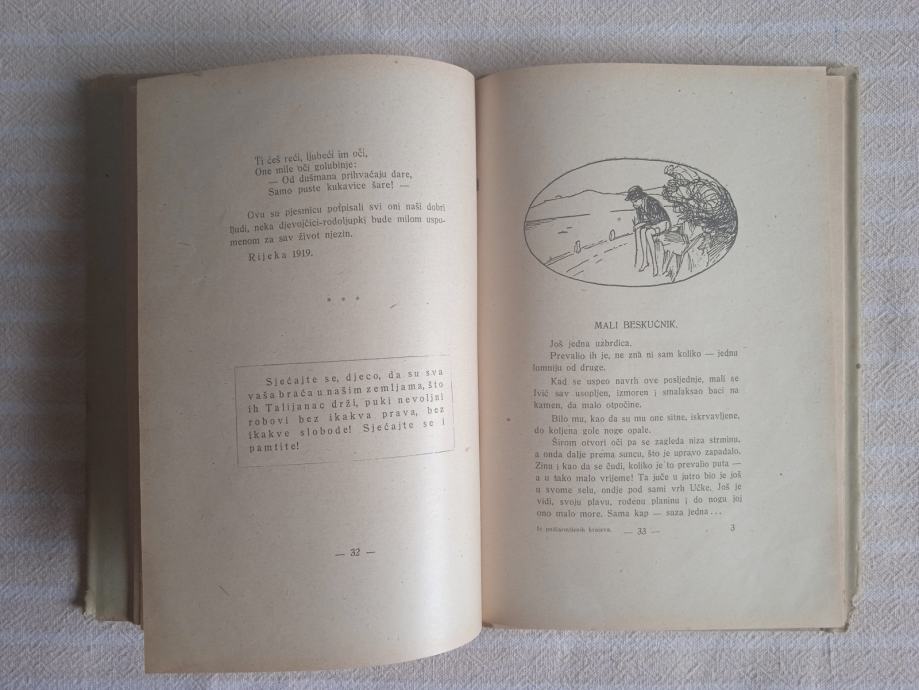 Ti ćeš reći, ljubeći im oči,
One mile oči golubinje:
— Od dušmana prihvaćaju dare,
Samo puste kukavice šare! —
Ovu su pjesmicu potpisali svi oni naši dobri
ljudi, neka djevojčici-rodoljupki bude milom uspo-
menom za sav život njezin.
Rijeka 1919.
* * *
Sjećajte se, djeco, da su sva
vaša braća u našim zemljama, što
ih Talijanac drži, puki nevoljni
robovi bez ikakva prava, bez
ikakve slobode! Sjećajte se i
pamtite!
— 32 —
MALI BESKUĆNIK.
Još jedna uzbrdica.
Prevalio ih je, ne zna ni sam koliko — jednu
lomniju od druge.
Kad se uspeo navrh ove posljednje, mali se
Ivić sav usopljen, izmoren i smalaksao baci na
kamen, da malo otpočine.
Bilo mu, kao da su mu one sitne, iskrvavljene,
do koljena gole noge opale.
Širom otvori oči pa se zagleda niza strminu,
a onda dalje prema suncu, što je upravo zapadalo.
Zinu i kao da se čudi, koliko je to prevalio puta —
a u tako malo vrijeme! Ta juče u jutro bio je još
u svome selu, ondje pod sami vrh Učke. Još je
vidi, svoju plavu, rođenu planinu i do nogu joj
ono malo more. Sama kap — suza jedna...
Iz podjarmljenih krajeva. — 33 — 3